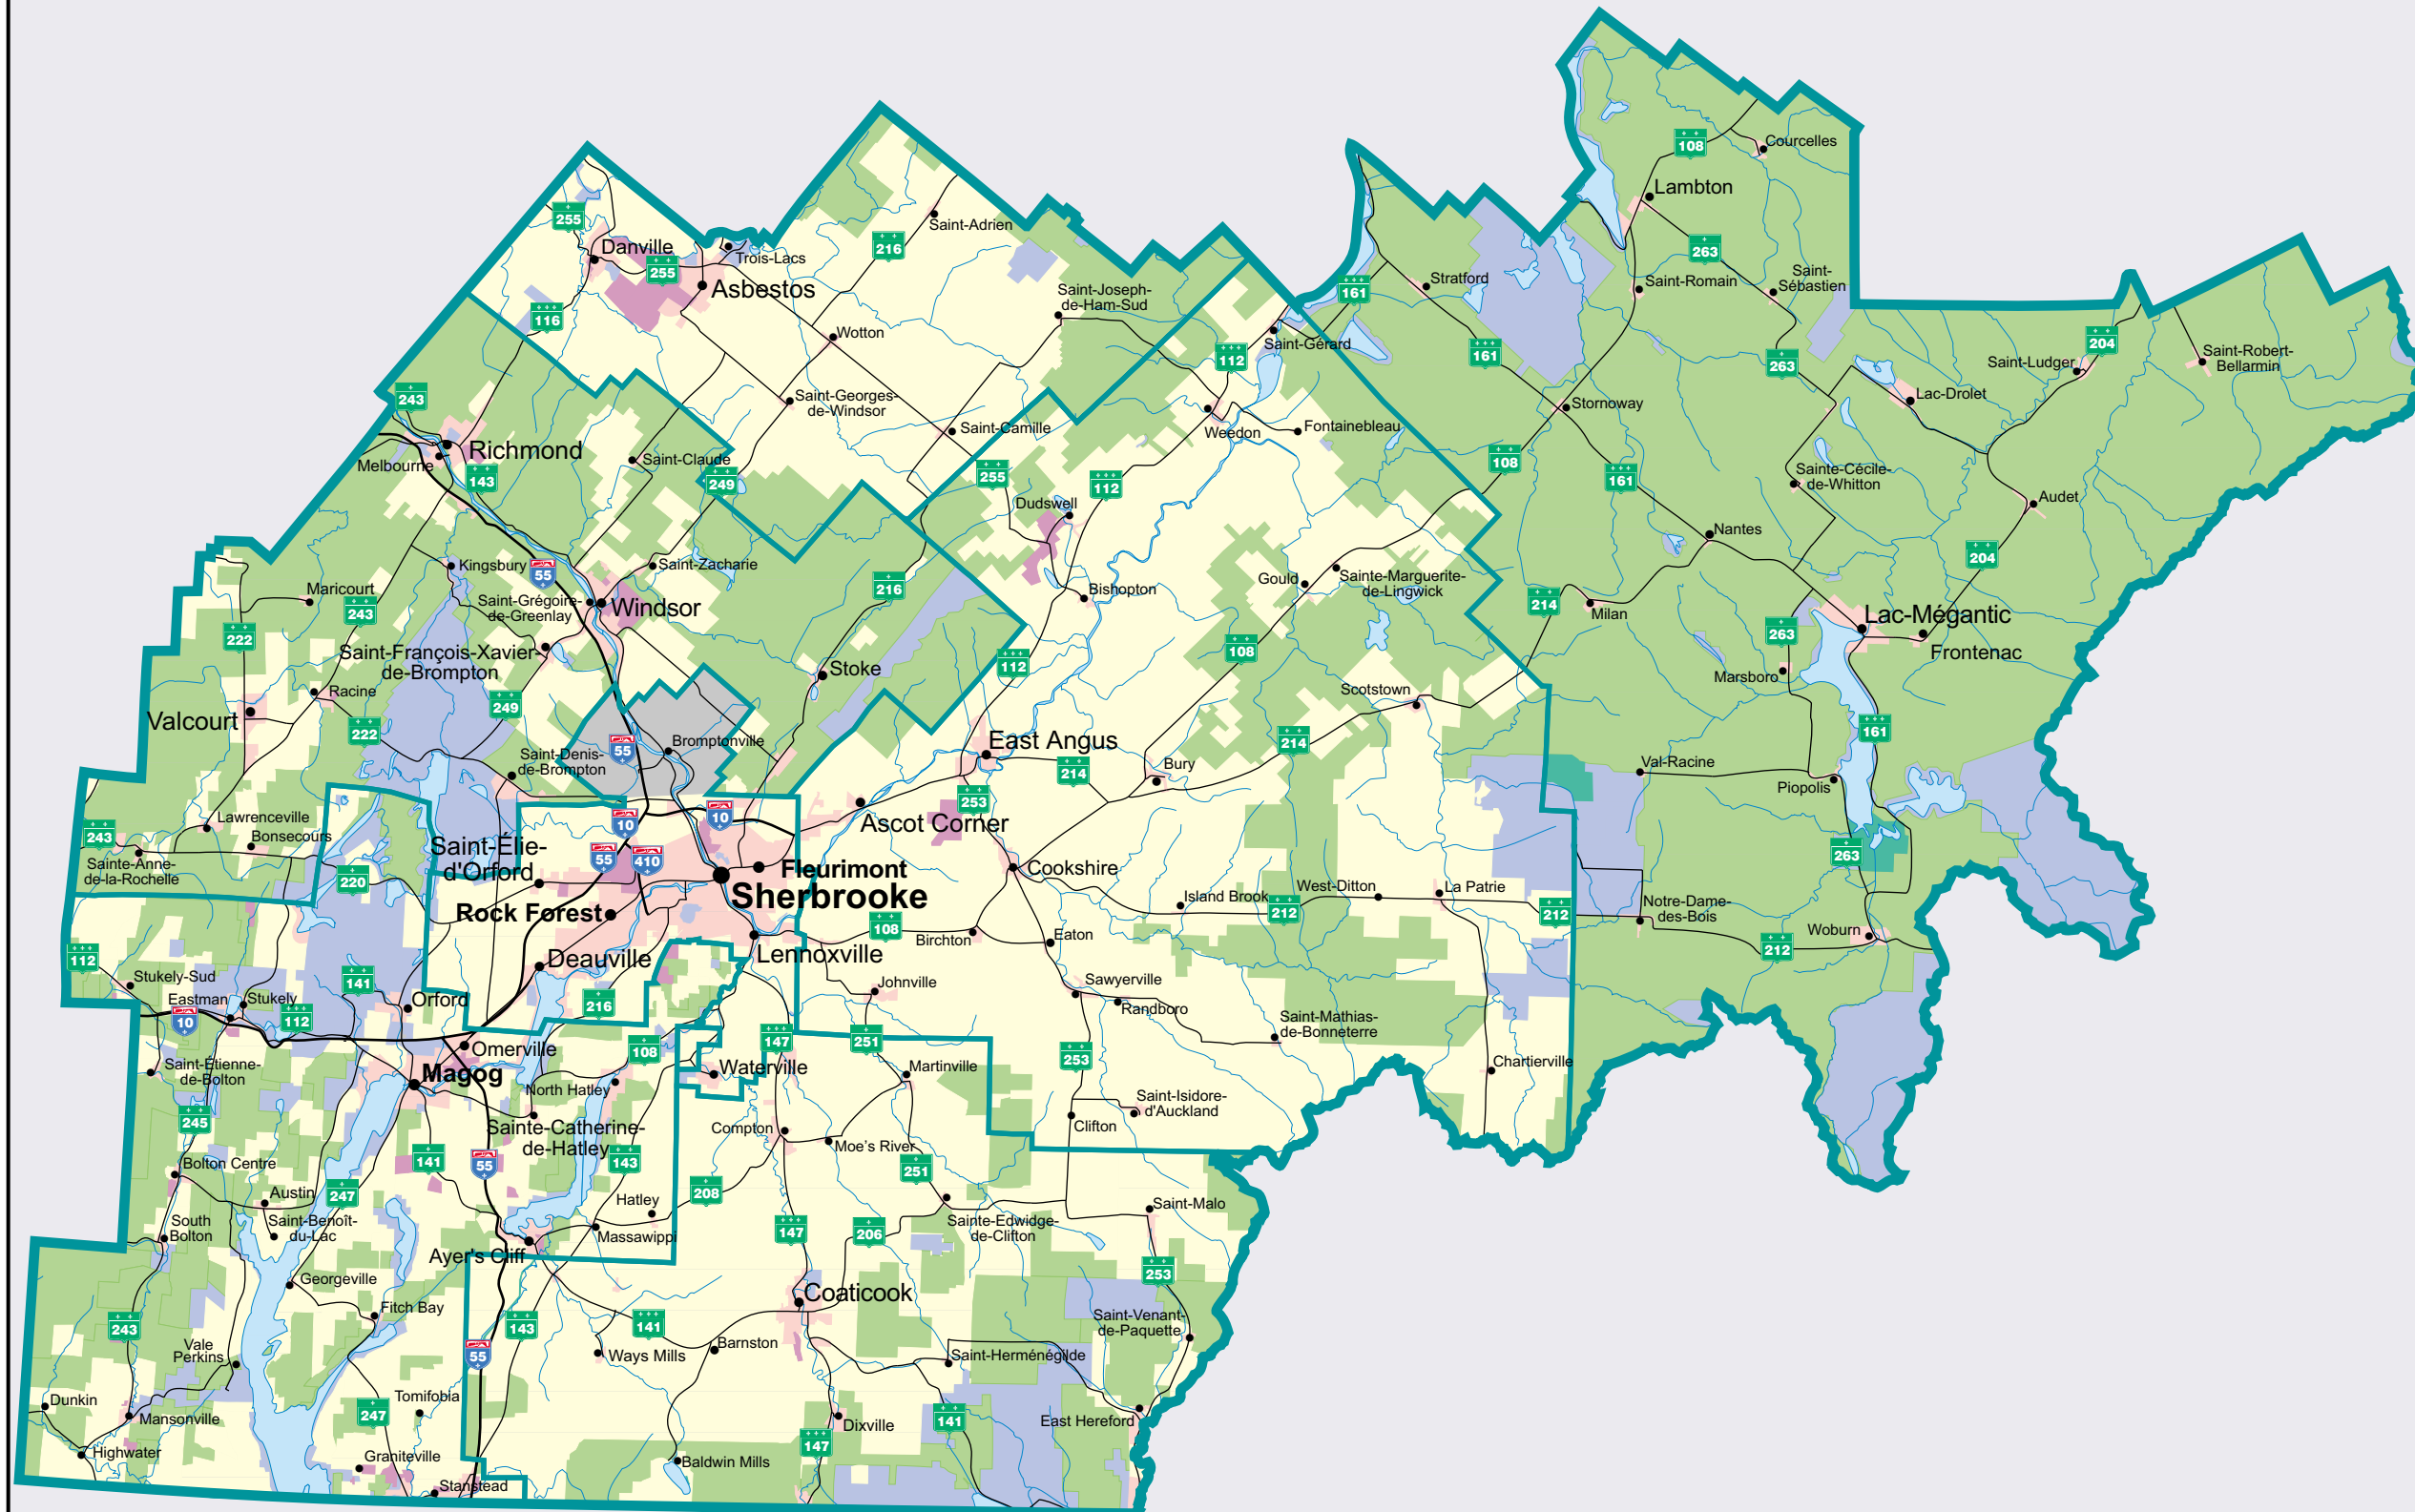 108
Courcelles
Lambton
255
Danville
Trois-Lacs
255
Asbestos
216
Saint-Adrien
116
Wotton
Saint-Joseph-
de-Ham-Sud
161
Stratford
263
Saint-Romain
Saint-
Sébastien
112
Saint-Gérard
161
263
204
Saint-Ludger
Saint-Robert-
Bellarmin
Lac-Drolet
243
Saint-Georges-
de-Windsor
Saint-Camille
Weedon
Fontainebleau
Stornoway
Richmond
Melbourne
143
Saint-Claude
249
255
112
108
161
Sainte-Cécile-
de-Whitton
Audet
Dudswell
Nantes
204
Kingsbury
55
Saint-Zacharie
216
Bishopton
Gould
Sainte-Marguerite-
de-Lingwick
214
Milan
Maricourt
243
Saint-Grégoire-
de-Greenlay
Windsor
222
263
Lac-Mégantic
Frontenac
Saint-François-Xavier-
de-Brompton
Stoke
112
108
Marsboro
Racine
249
Scotstown
Valcourt
222
55
Bromptonville
East Angus
214
161
Saint-Denis-
de-Brompton
214
Bury
Val-Racine
Piopolis
253
Lawrenceville
Bonsecours
243
10
10
Ascot Corner
Sainte-Anne-
de-la-Rochelle
Saint-Élie-
d'Orford
55
410
263
220
Fleurimont
Sherbrooke
Cookshire
Island Brook
West-Ditton
La Patrie
212
212
Notre-Dame-
des-Bois
Rock Forest
108
Birchton
Eaton
Woburn
212
112
Deauville
Lennoxville
Stukely-Sud
141
Johnville
Sawyerville
Randboro
Eastman
Stukely
Orford
216
10
112
Saint-Mathias-
de-Bonneterre
147
251
Omerville
108
253
Chartierville
Saint-Étienne-
de-Bolton
Magog
Waterville
Martinville
North Hatley
245
Saint-Isidore-
d'Auckland
Clifton
Sainte-Catherine-
de-Hatley
Compton
Moe's River
141
55
143
251
Bolton Centre
208
Austin
247
Hatley
Saint-Malo
South
Bolton
Saint-Benoît-
du-Lac
Massawippi
147
206
Sainte-Edwidge-
de-Clifton
Ayer's Cliff
253
Georgeville
Coaticook
Fitch Bay
243
143
141
Saint-Venant-
de-Paquette
Vale
Perkins
55
Ways Mills
Barnston
Saint-Herménégilde
Dunkin
Mansonville
Tomifobia
247
Dixville
141
East Hereford
Highwater
Graniteville
147
Baldwin Mills
Stanstead